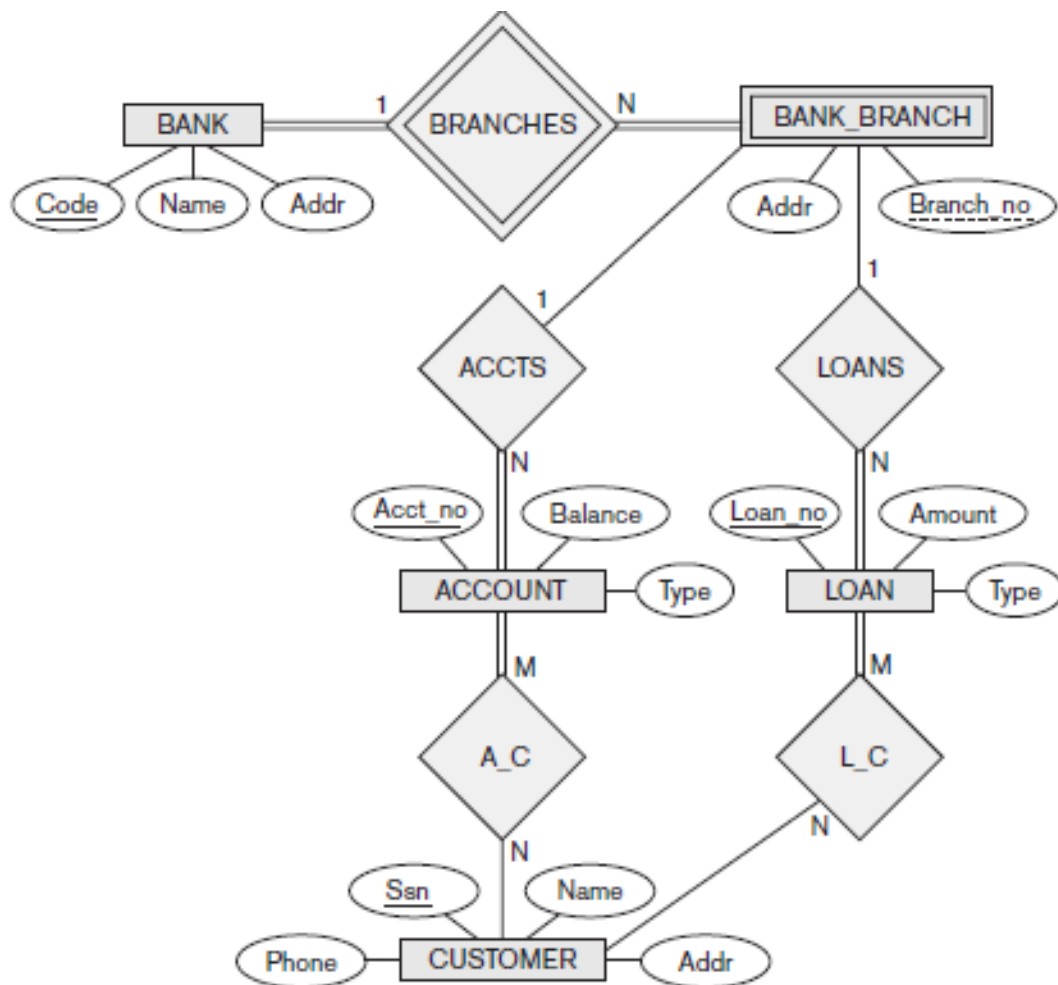 1
N
BANK
BRANCHES
BANK_BRANCH
Code
Name
Addr
Addr
Branch_no
1
1
ACCTS
LOANS
N
N
Acct_no
Balance
Loan_no
Amount
ACCOUNT
Type
LOAN
Type
M
M
A_C
L_C
N
N
Ssn
Name
Phone
CUSTOMER
Addr